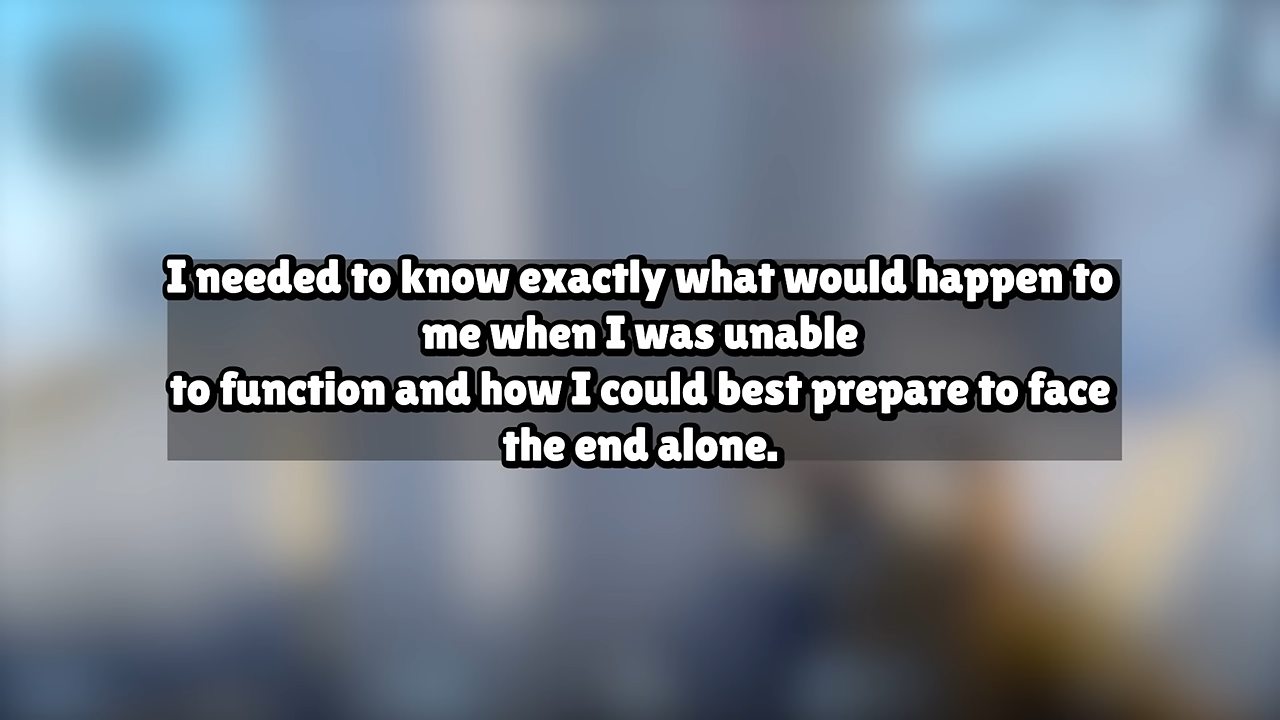 I needed to know exactly what would happen to
me when I was unable
to function and how I could best prepare to face
the end alone.